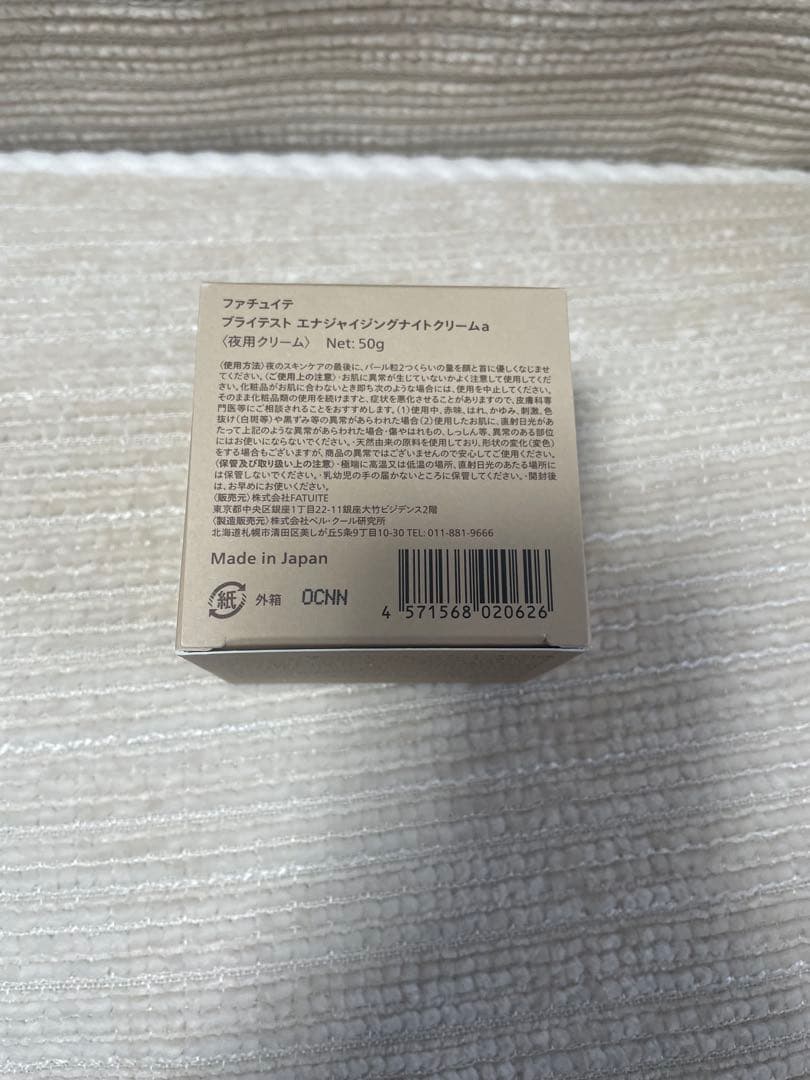 ファチュイテ
ブライテスト エナジャイジングナイトクリームa
〈夜用クリーム〉 Net: 50g
〈使用方法〉夜のスキンケアの最後に、パール粒2つくらいの量を顔と首に優しくなじませ
てください。〈ご使用上の注意〉・お肌に異常が生じていないかよく注意して使用してくだ
さい。化粧品がお肌に合わないとき即ち次のような場合には、使用を中止してください。
そのまま化粧品類の使用を続けますと、症状を悪化させることがありますので、皮膚科専
門医等にご相談されることをおすすめします。(1)使用中、赤味、はれ、かゆみ、刺激、色
抜け(白斑等)や黒ずみ等の異常があらわれた場合(2)使用したお肌に、直射日光があ
たって上記のような異常があらわれた場合・傷やはれもの、しっしん等、異常のある部位
にはお使いにならないでください。・天然由来の原料を使用しており、形状の変化(変色)
をする場合もございますが、商品の異常ではございませんので安心してご使用ください。
〈保管及び取り扱い上の注意〉・極端に高温又は低温の場所、直射日光のあたる場所に
は保管しないでください。・乳幼児の手の届かないところに保管してください。・開封後
は、お早めにお使いください。
〈販売元〉株式会社FATUITE
東京都中央区銀座1丁目22-11銀座大竹ビジデンス2階
〈製造販売元〉株式会社ベル・クール研究所
北海道札幌市清田区美しが丘5条9丁目10-30 TEL: 011-881-9666
Made in Japan
紙 外箱 OCNN
4 571568 020626